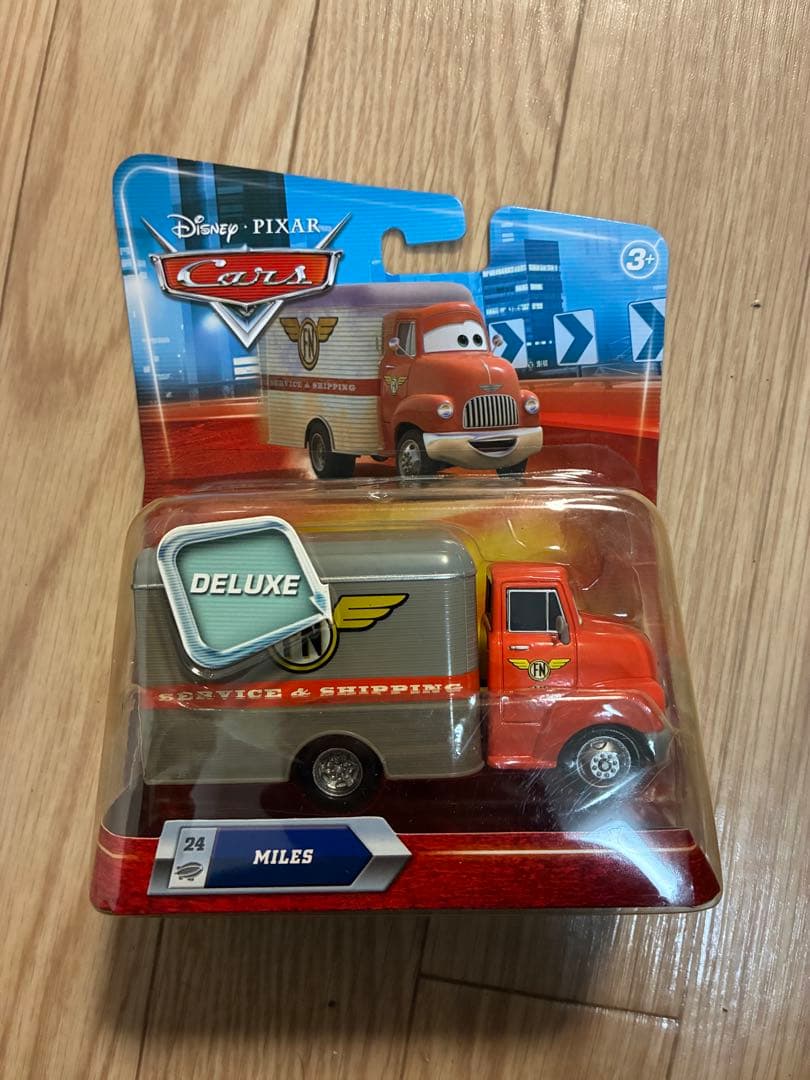 Disney · PIXAR
Cars
3+
FN
SERVICE & SHIPPING
DELUXE
FN
SERVICE & SHIPPING
FN
24
MILES